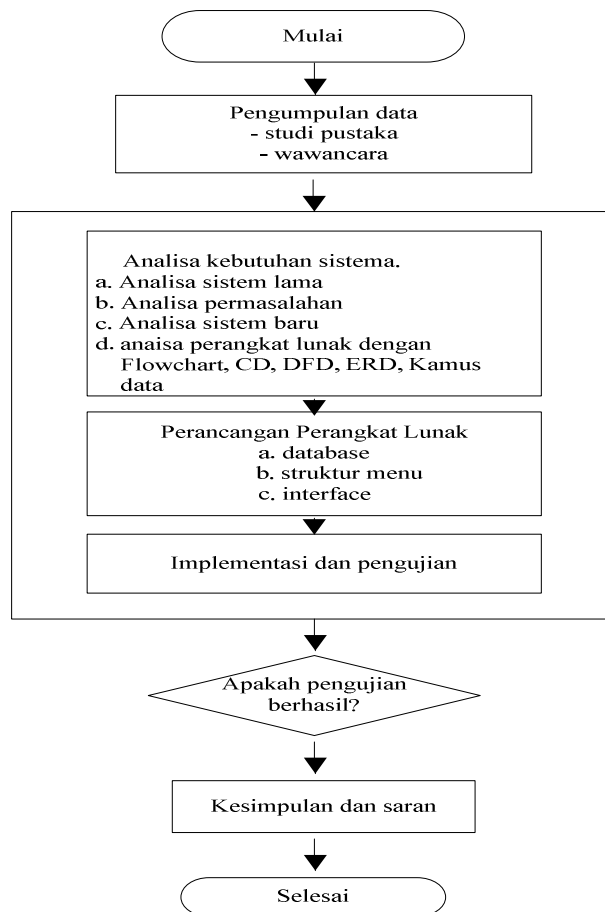 Mulai
Pengumpulan data
- studi pustaka
- wawancara
Analisa kebutuhan sistema.
a. Analisa sistem lama
b. Analisa permasalahan
c. Analisa sistem baru
d. anaisa perangkat lunak dengan
Flowchart, CD, DFD, ERD, Kamus
data
Perancangan Perangkat Lunak
a. database
b. struktur menu
c. interface
Implementasi dan pengujian
Apakah pengujian
berhasil?
Kesimpulan dan saran
Selesai